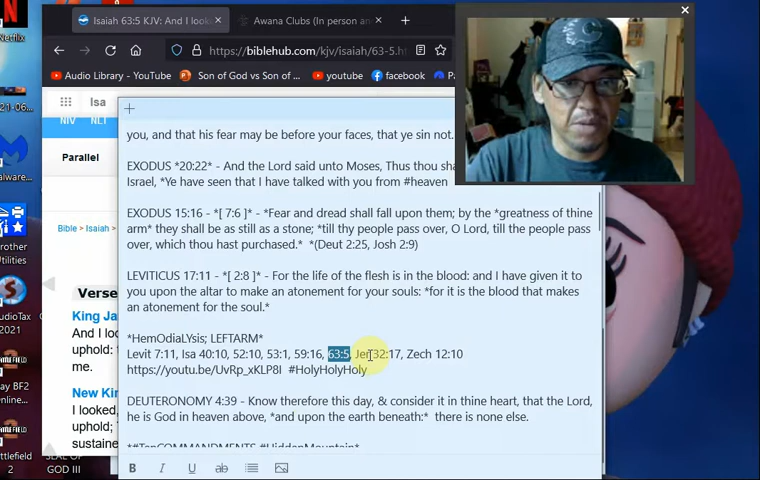 Netflix
Isaiah 63:5 KJV: And I looke
Awana Clubs (In person an
https://biblehub.com/kjv/isaiah/63-5.h
Audio Library - YouTube
Son of God vs Son of ...
youtube
facebook
Isa
NIV
NLT
you, and that his fear may be before your faces, that ye sin not.
Parallel
EXODUS *20:22* - And the Lord said unto Moses, Thus thou sha
Israel, *Ye have seen that I have talked with you from #heaven
EXODUS 15:16 - *[ 7:6 ]* - *Fear and dread shall fall upon them; by the *greatness of thine
arm* they shall be as still as a stone; *till thy people pass over, O Lord, till the people pass
over, which thou hast purchased.* *(Deut 2:25, Josh 2:9)
Bible > Isaiah >
LEVITICUS 17:11 - *[ 2:8 ]* - For the life of the flesh is in the blood: and I have given it to
you upon the altar to make an atonement for your souls: *for it is the blood that makes
an atonement for the soul.*
Verse
King Ja
And I loo
uphold: t
me.
*HemOdiaLYsis; LEFTARM*
Levit 7:11, Isa 40:10, 52:10, 53:1, 59:16, 63:5, Jer 32:17, Zech 12:10
https://youtu.be/UvRp_xKLP8I #HolyHolyHoly
New Kin
I looked,
uphold; T
sustaine
DEUTERONOMY 4:39 - Know therefore this day, & consider it in thine heart, that the Lord,
he is God in heaven above, *and upon the earth beneath:* there is none else.
*#TenCOMMANDMENTS #HiddenMountain*
SEAL OF
GOD III
B I U ab